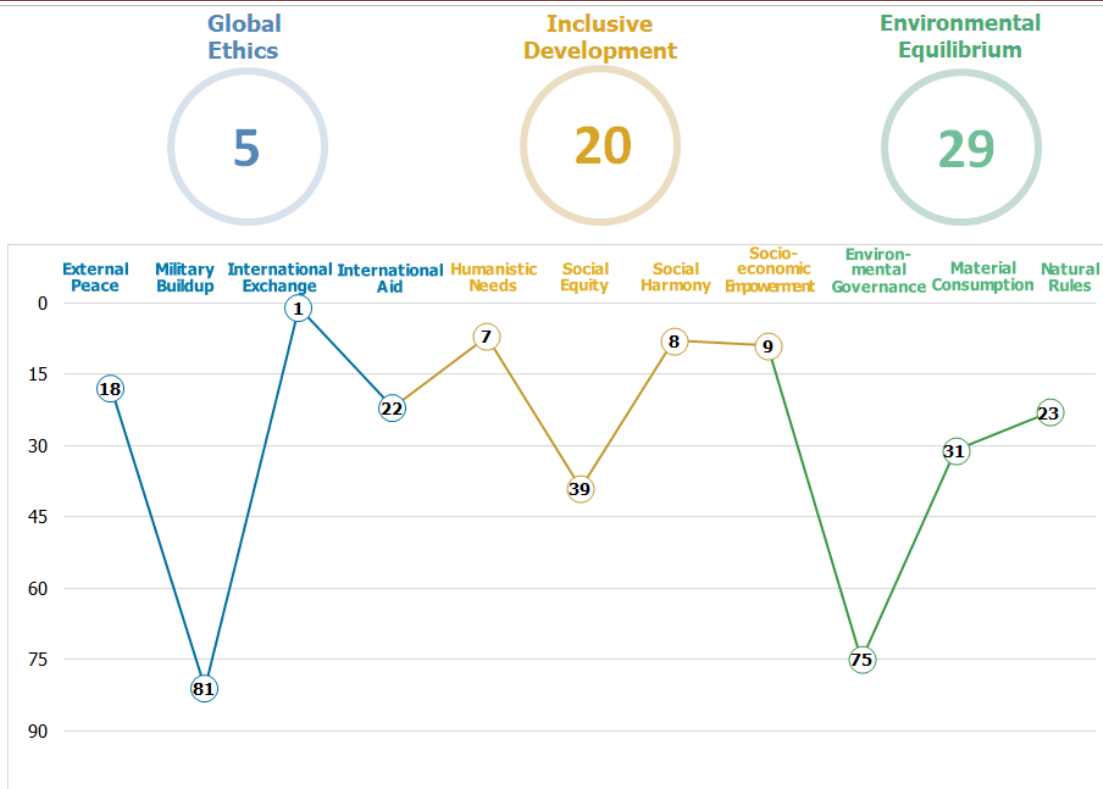 Global
Ethics
Inclusive
Development
Environmental
Equilibrium
5
20
29
External
Peace
Military
Buildup
International
Exchange
International
Aid
Humanistic
Needs
Social
Equity
Social
Harmony
Socio-
economic
Empowerment
Environ-
mental
Governance
Material
Consumption
Natural
Rules
0
15
30
45
60
75
90
18
81
1
22
7
39
8
9
75
31
23